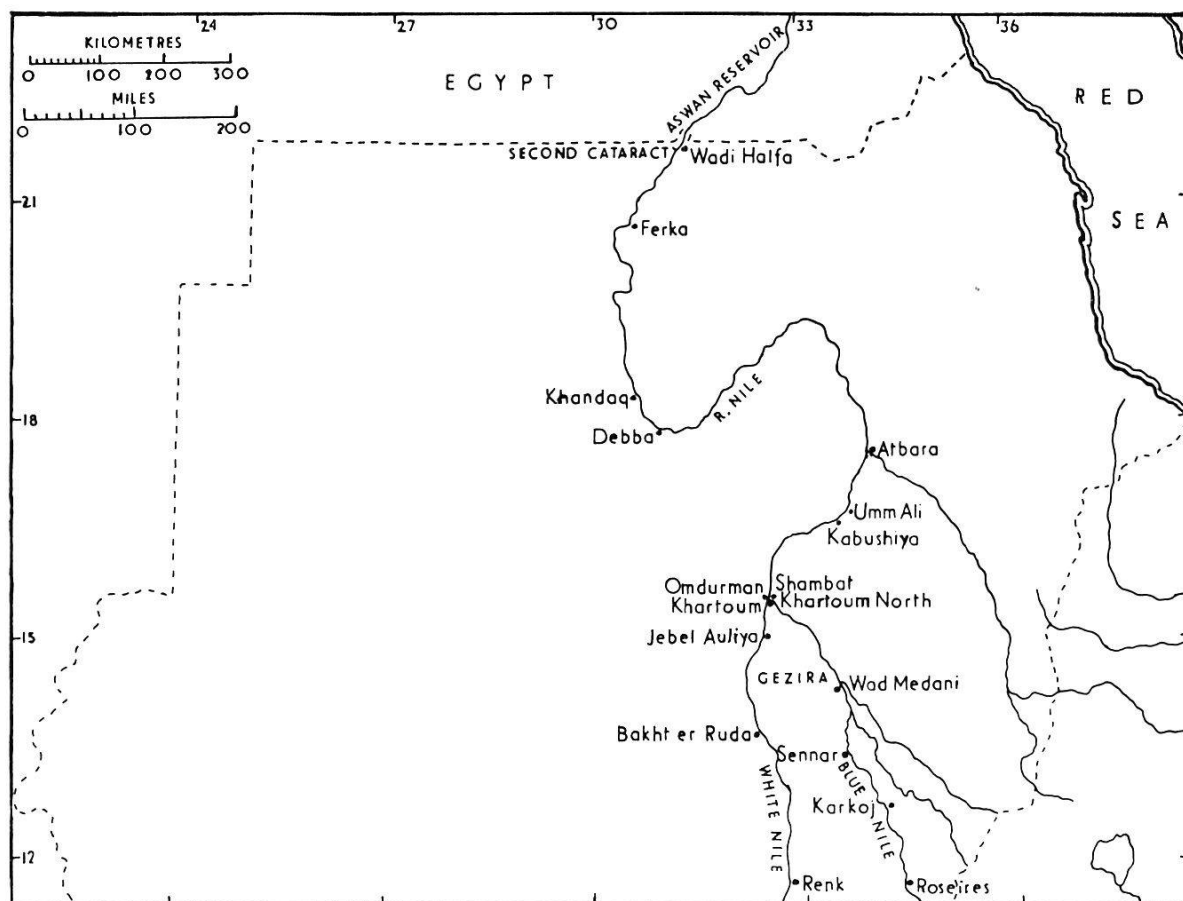 24 27 30 33 36
KILOMETRES
0 100 200 300
MILES
0 100 200
EGYPT
ASWAN RESERVOIR
RED
SEA
SECOND CATARACT
Wadi Halfa
21
Ferka
Khandaq
R. NILE
18
Debba
Atbara
Umm Ali
Kabushiya
Omdurman
Shambat
Khartoum
Khartoum North
15
Jebel Auliya
GEZIRA
Wad Medani
Bakht er Ruda
Sennar
WHITE NILE
BLUE NILE
Karkoj
12
Renk
Roseires